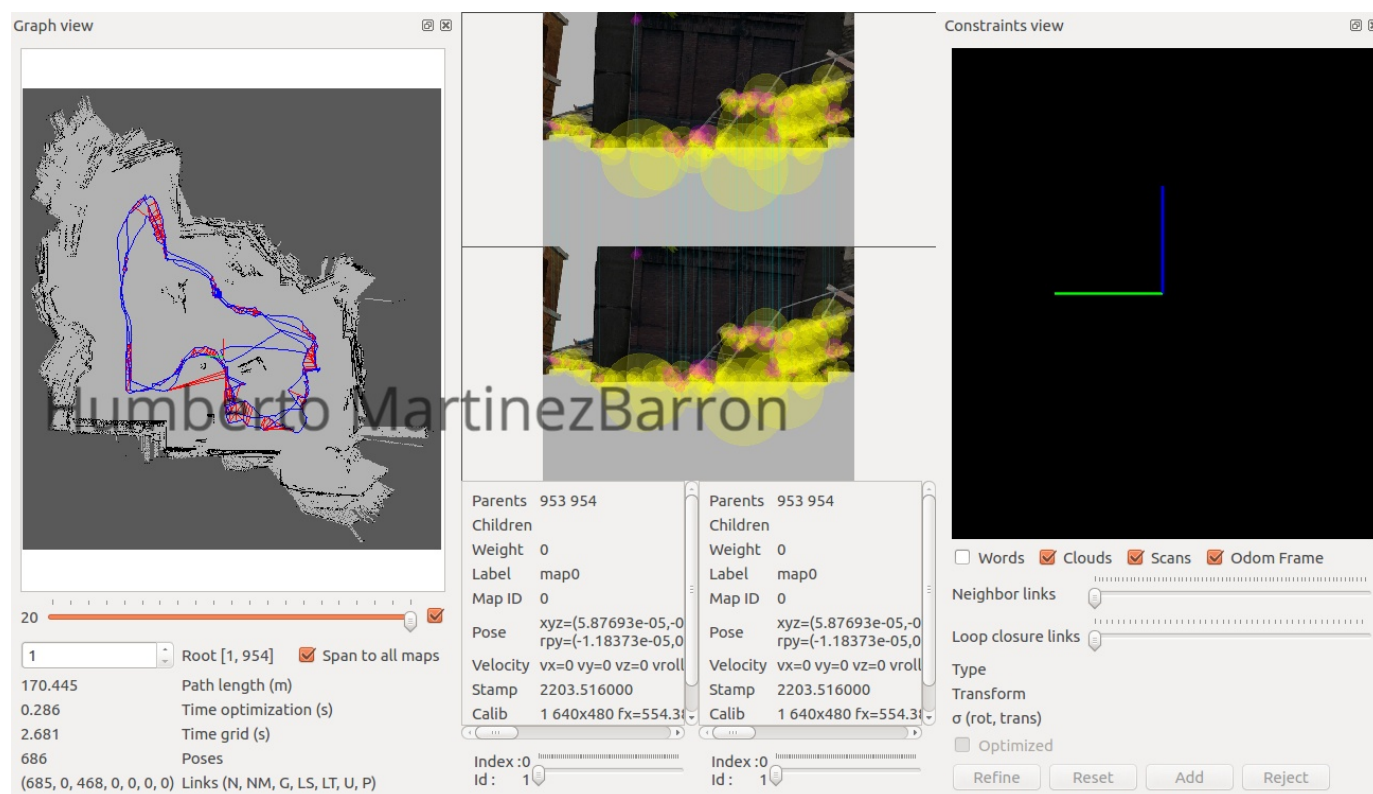 Graph view
Constraints view
Humberto MartinezBarron
20
1
Root [1, 954]
Span to all maps
170.445
Path length (m)
0.286
Time optimization (s)
2.681
Time grid (s)
686
Poses
(685, 0, 468, 0, 0, 0, 0)
Links (N, NM, G, LS, LT, U, P)
Parents 953 954
Children
Weight 0
Label map0
Map ID 0
Pose xyz=(5.87693e-05,-0
rpy=(-1.18373e-05,0
Velocity vx=0 vy=0 vz=0 vroll
Stamp 2203.516000
Calib 1 640x480 fx=554.38
Index :0
Id : 1
Parents 953 954
Children
Weight 0
Label map0
Map ID 0
Pose xyz=(5.87693e-05,-0
rpy=(-1.18373e-05,0
Velocity vx=0 vy=0 vz=0 vroll
Stamp 2203.516000
Calib 1 640x480 fx=554.38
Index :0
Id : 1
Words Clouds Scans Odom Frame
Neighbor links
Loop closure links
Type
Transform
σ (rot, trans)
Optimized
Refine Reset Add Reject